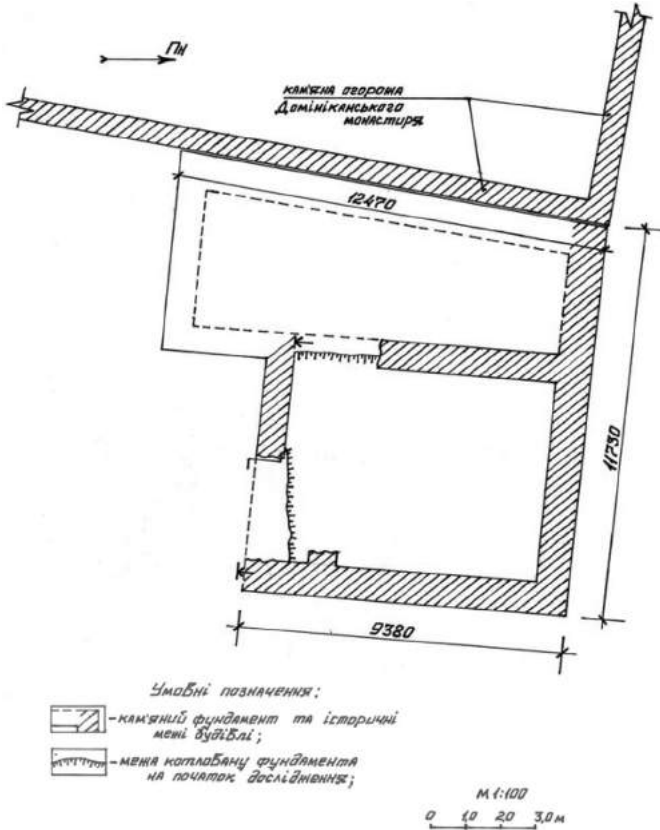 Пн
кам'яна огорожа
Домініканського
монастиря
12470
11730
9380
Умовні позначення:
- кам'яний фундамент та історичні
межі будівлі;
- межа котловану фундамента
на початок дослідження;
М 1:100
0 1,0 2,0 3,0 м